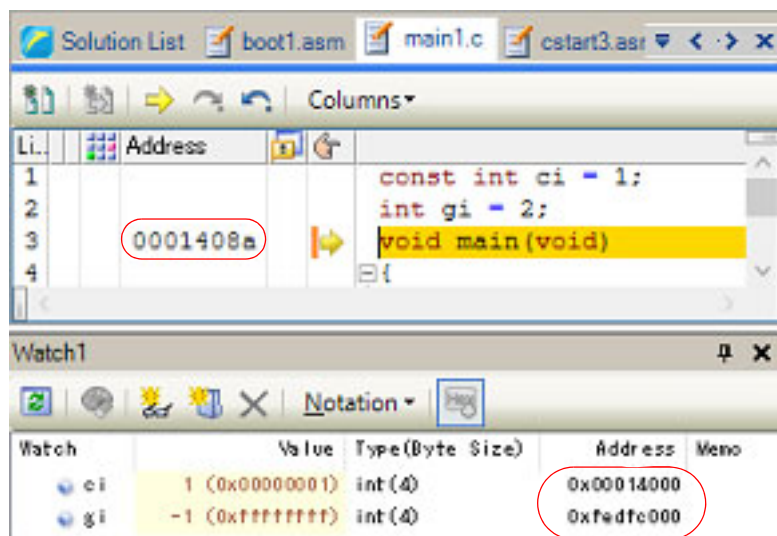 Solution List boot1.asm main1.c cstart3.asr
Columns
Li.. Address
1 const int ci = 1;
2 int gi = 2;
3 0001408a void main(void)
4 {
Watch1
Notation Hex
Watch Value Type(Byte Size) Address Memo
ci 1 (0x00000001) int(4) 0x00014000
gi -1 (0xffffffff) int(4) 0xfedfc000